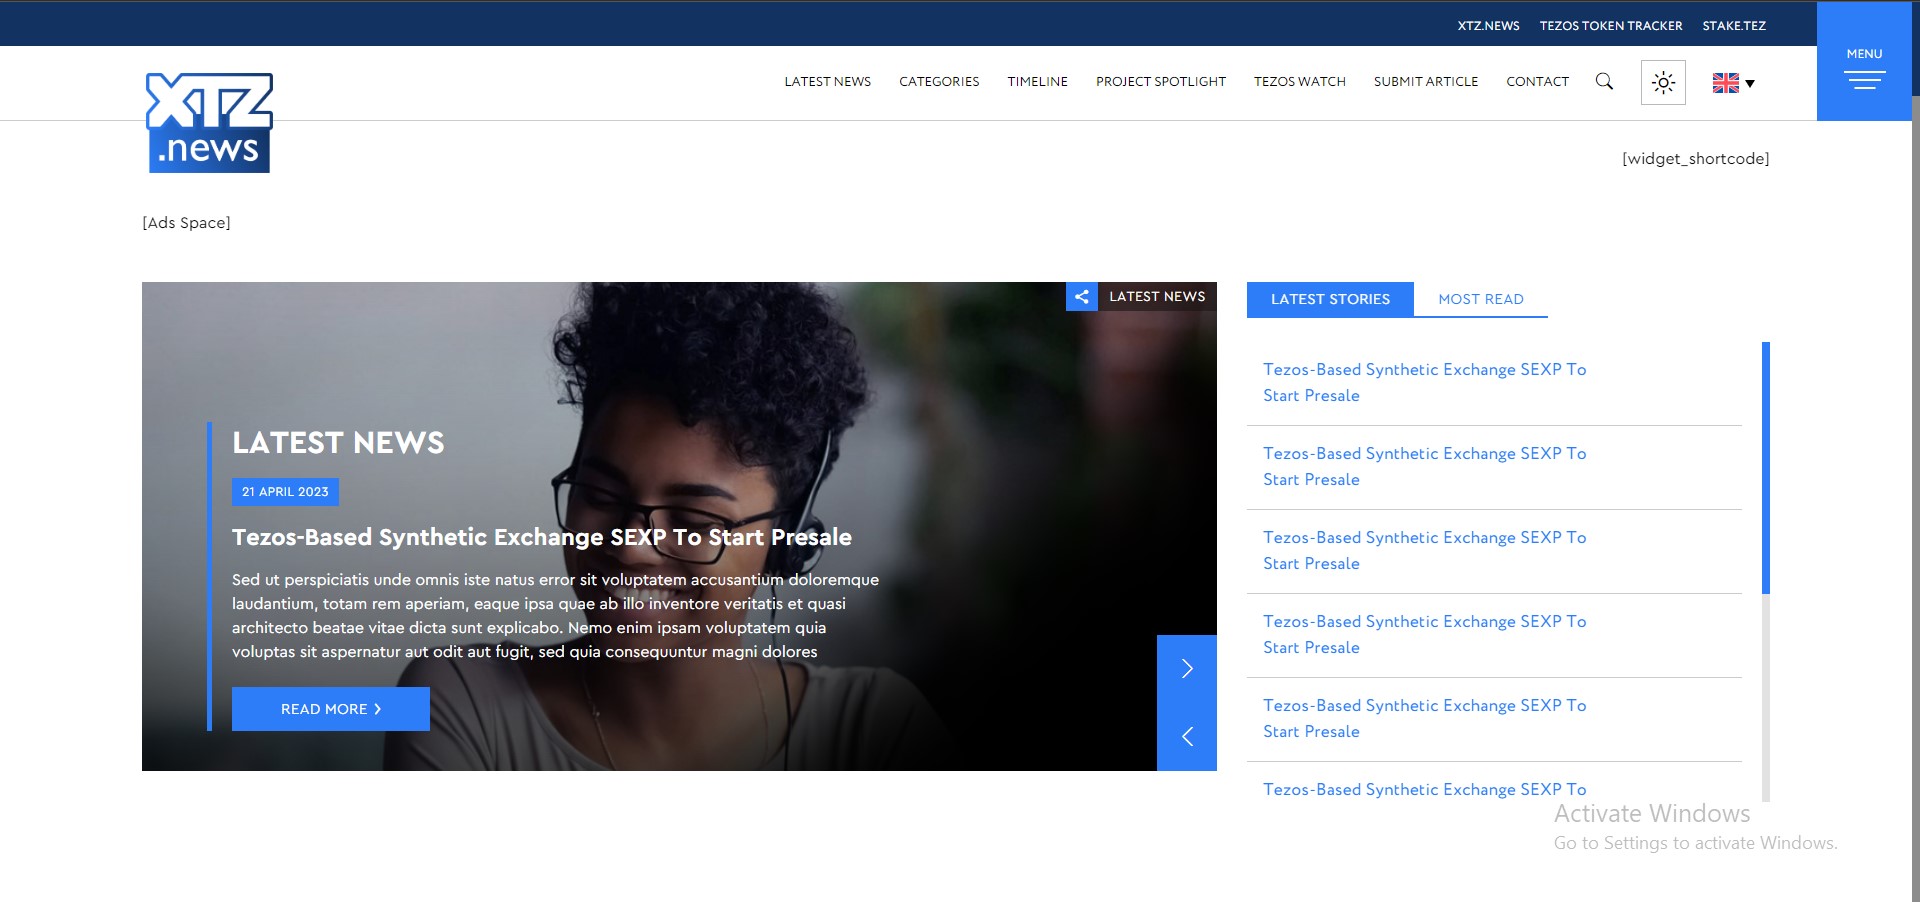 XTZ.NEWS TEZOS TOKEN TRACKER STAKE.TEZ
MENU
XTZ
.news
LATEST NEWS CATEGORIES TIMELINE PROJECT SPOTLIGHT TEZOS WATCH SUBMIT ARTICLE CONTACT
[widget_shortcode]
[Ads Space]
LATEST NEWS
LATEST NEWS
21 APRIL 2023
Tezos-Based Synthetic Exchange SEXP To Start Presale
Sed ut perspiciatis unde omnis iste natus error sit voluptatem accusantium doloremque
laudantium, totam rem aperiam, eaque ipsa quae ab illo inventore veritatis et quasi
architecto beatae vitae dicta sunt explicabo. Nemo enim ipsam voluptatem quia
voluptas sit aspernatur aut odit aut fugit, sed quia consequuntur magni dolores
READ MORE
LATEST STORIES MOST READ
Tezos-Based Synthetic Exchange SEXP To
Start Presale
Tezos-Based Synthetic Exchange SEXP To
Start Presale
Tezos-Based Synthetic Exchange SEXP To
Start Presale
Tezos-Based Synthetic Exchange SEXP To
Start Presale
Tezos-Based Synthetic Exchange SEXP To
Start Presale
Tezos-Based Synthetic Exchange SEXP To
Activate Windows
Go to Settings to activate Windows.